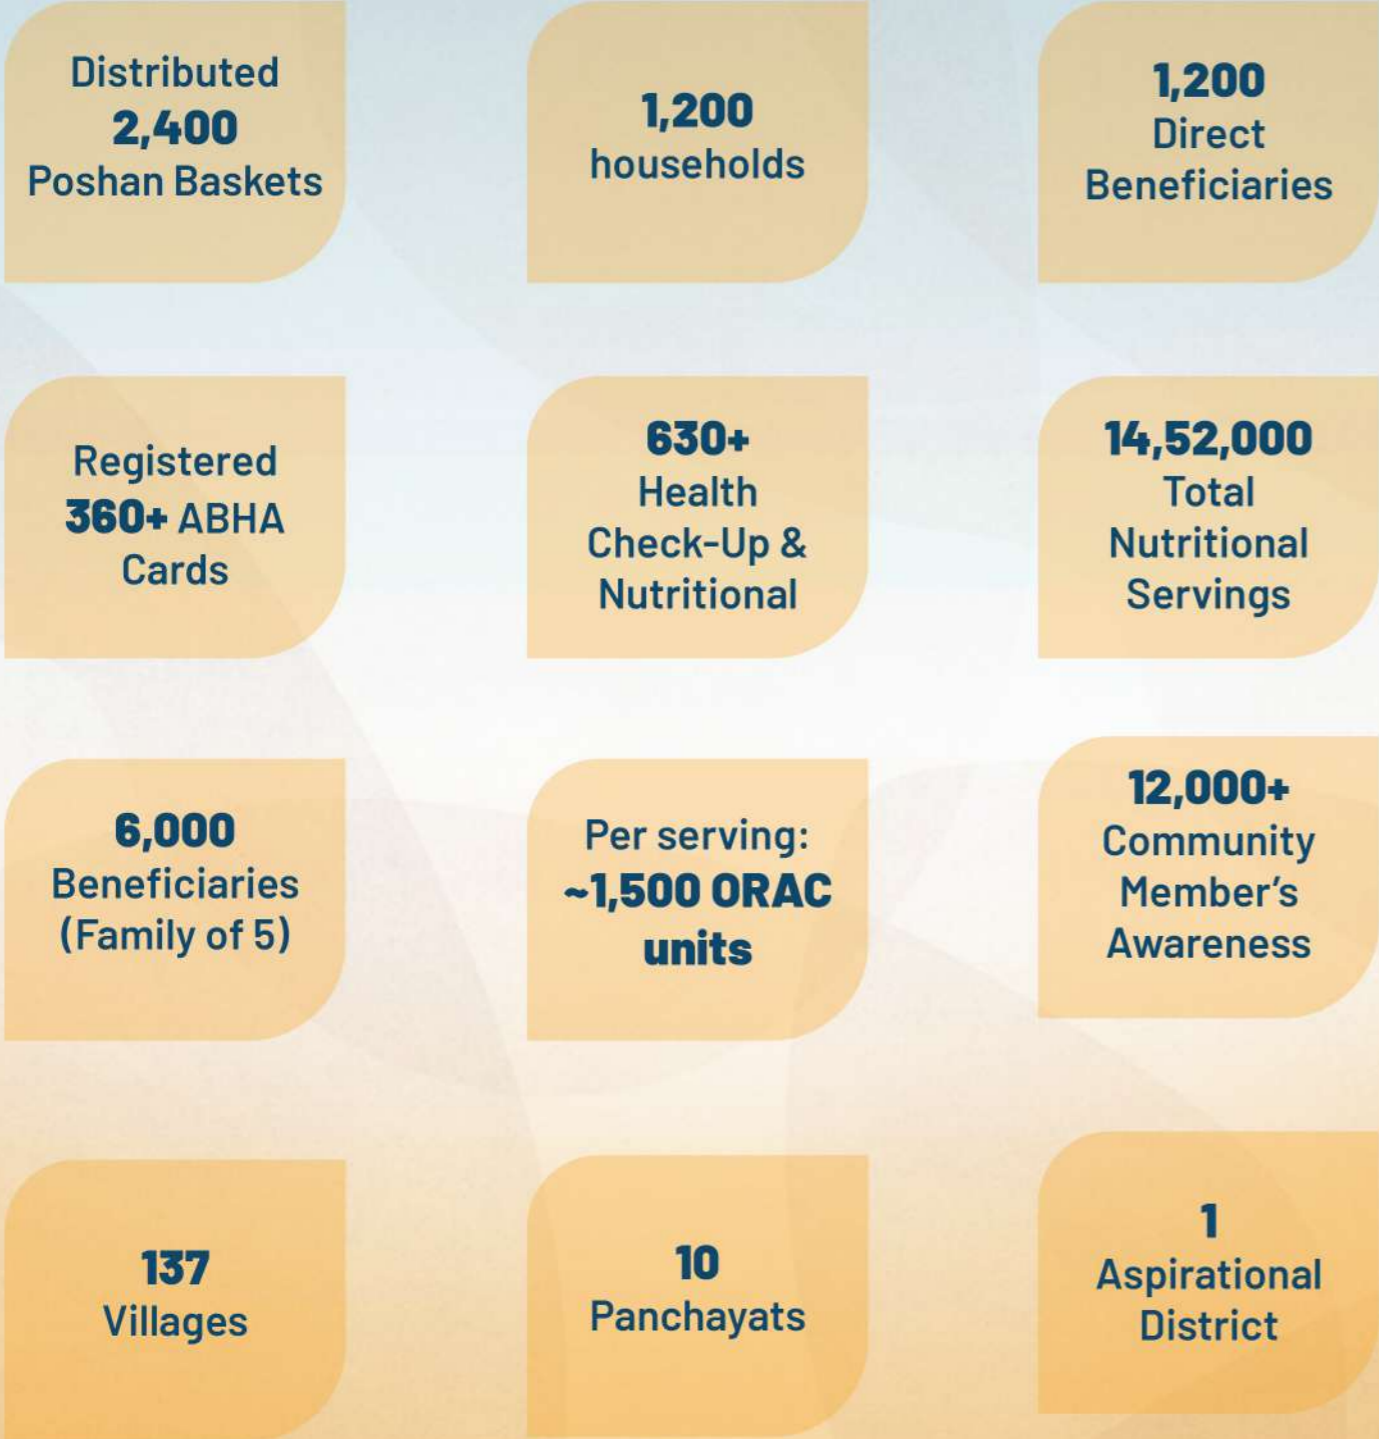 Distributed
2,400
Poshan Baskets
1,200
households
1,200
Direct
Beneficiaries
Registered
360+ ABHA
Cards
630+
Health
Check-Up &
Nutritional
14,52,000
Total
Nutritional
Servings
6,000
Beneficiaries
(Family of 5)
Per serving:
~1,500 ORAC
units
12,000+
Community
Member's
Awareness
137
Villages
10
Panchayats
1
Aspirational
District